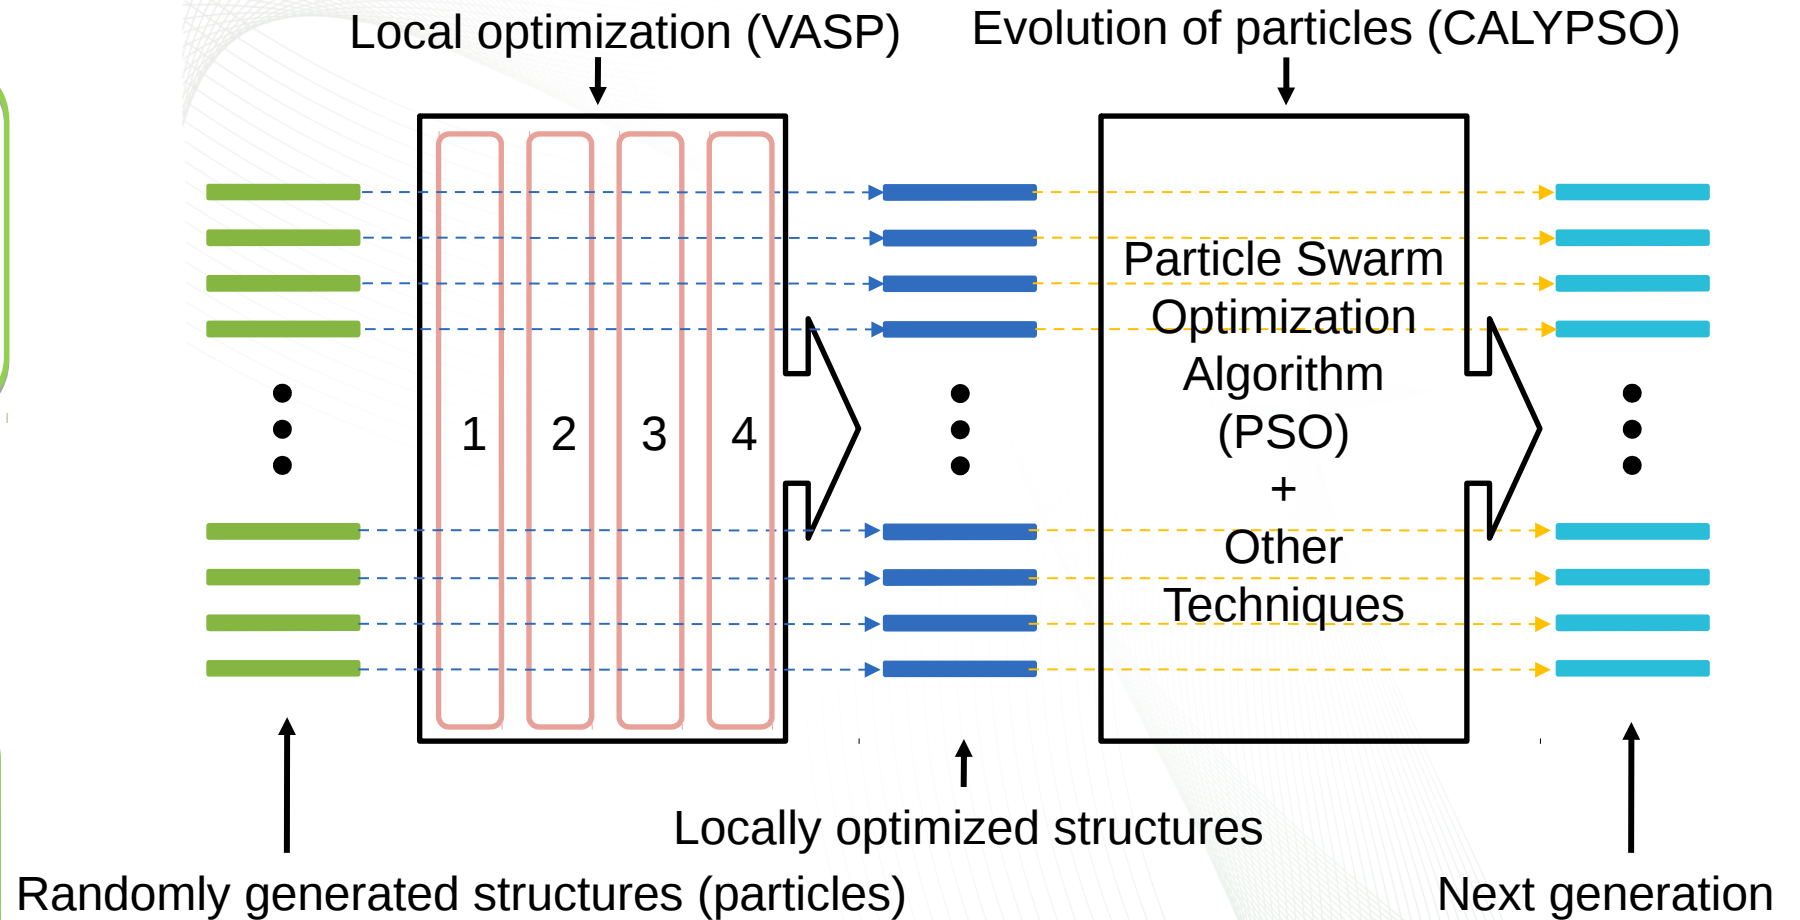 Local optimization (VASP)
Evolution of particles (CALYPSO)
1 2 3 4
Particle Swarm
Optimization
Algorithm
(PSO)
+
Other
Techniques
Locally optimized structures
Randomly generated structures (particles)
Next generation